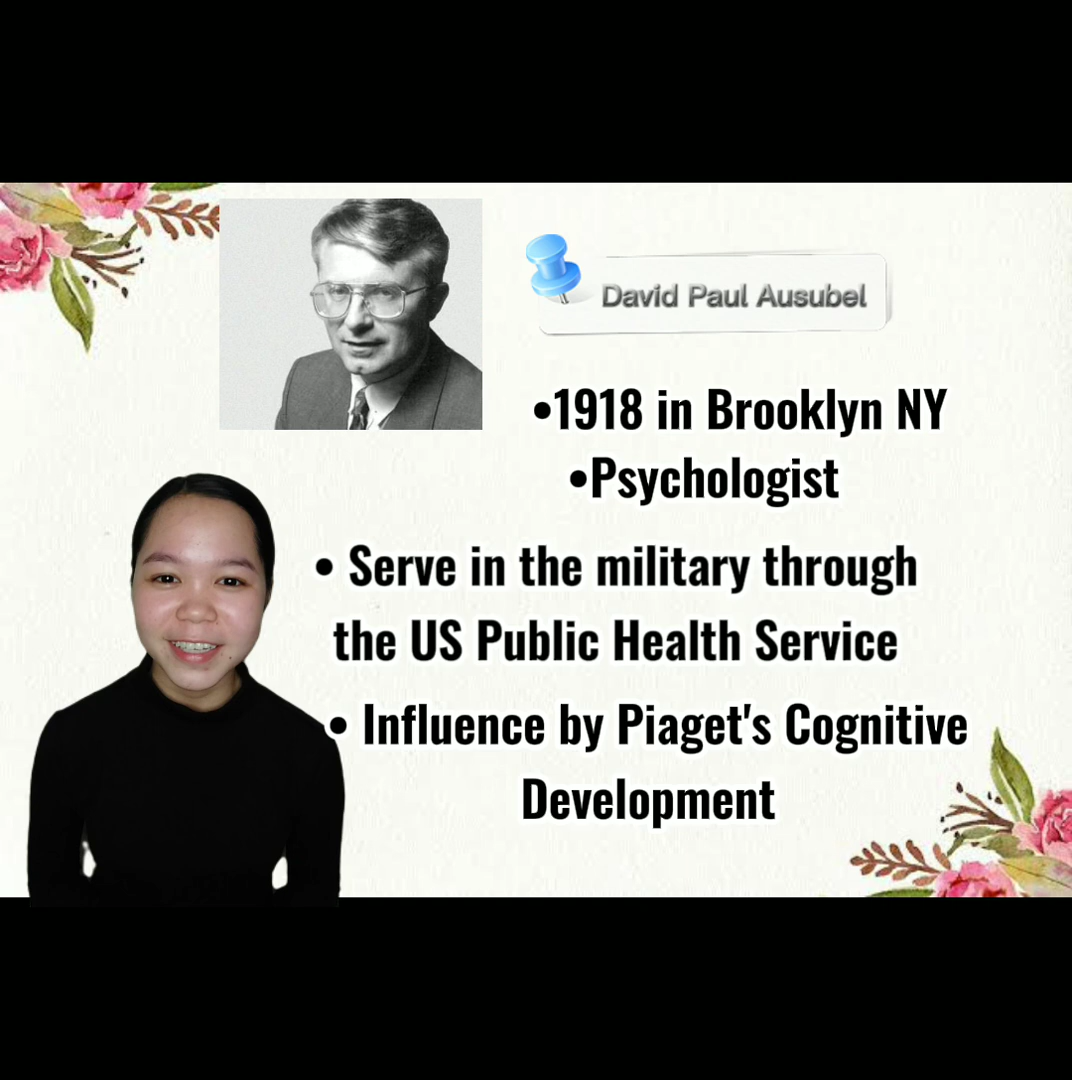 David Paul Ausubel
•1918 in Brooklyn NY
•Psychologist
• Serve in the military through
the US Public Health Service
• Influence by Piaget's Cognitive
Development